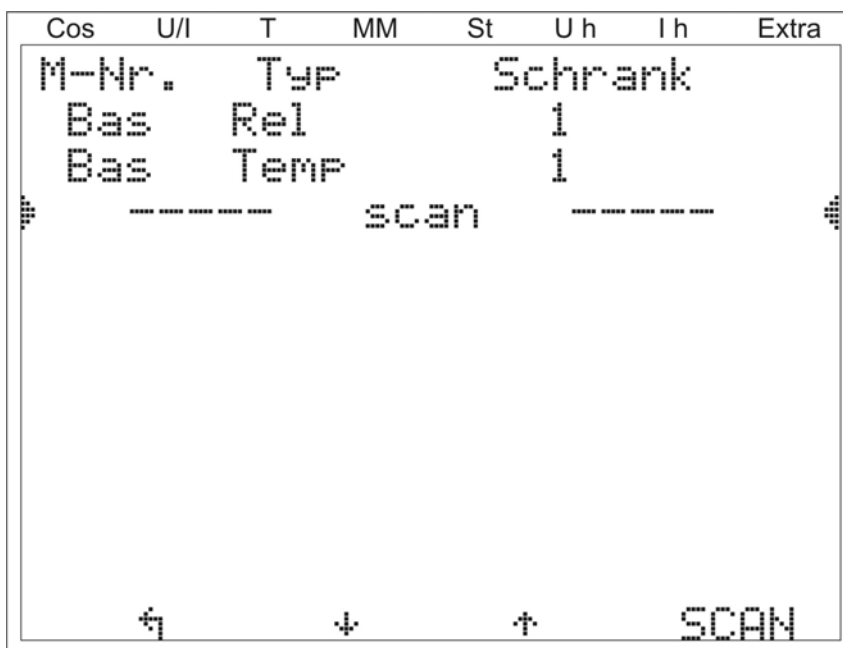 Cos U/I T MM St U h I h Extra
M-Nr. Typ Schrank
Bas Rel 1
Bas Temp 1
----- scan -----
↰ ↓ ↑ SCAN